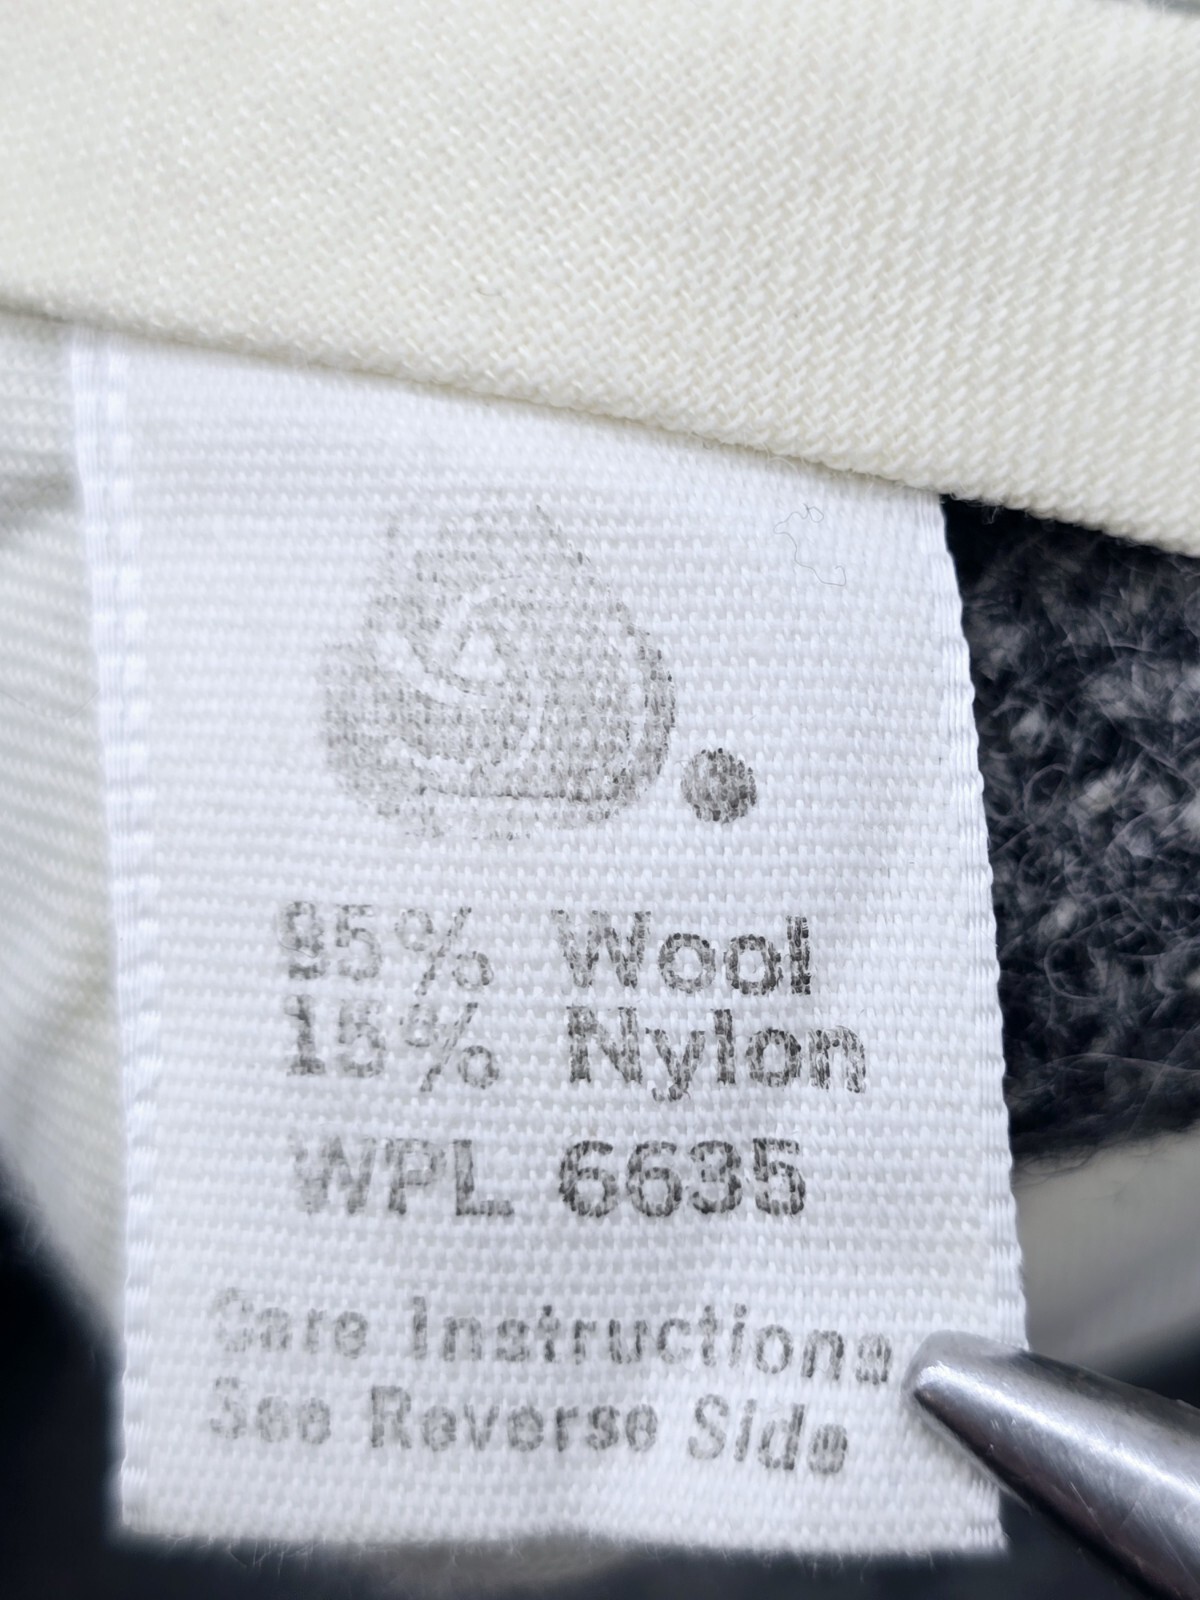 85% Wool
15% Nylon
WPL 6635
Care Instructions
See Reverse Side